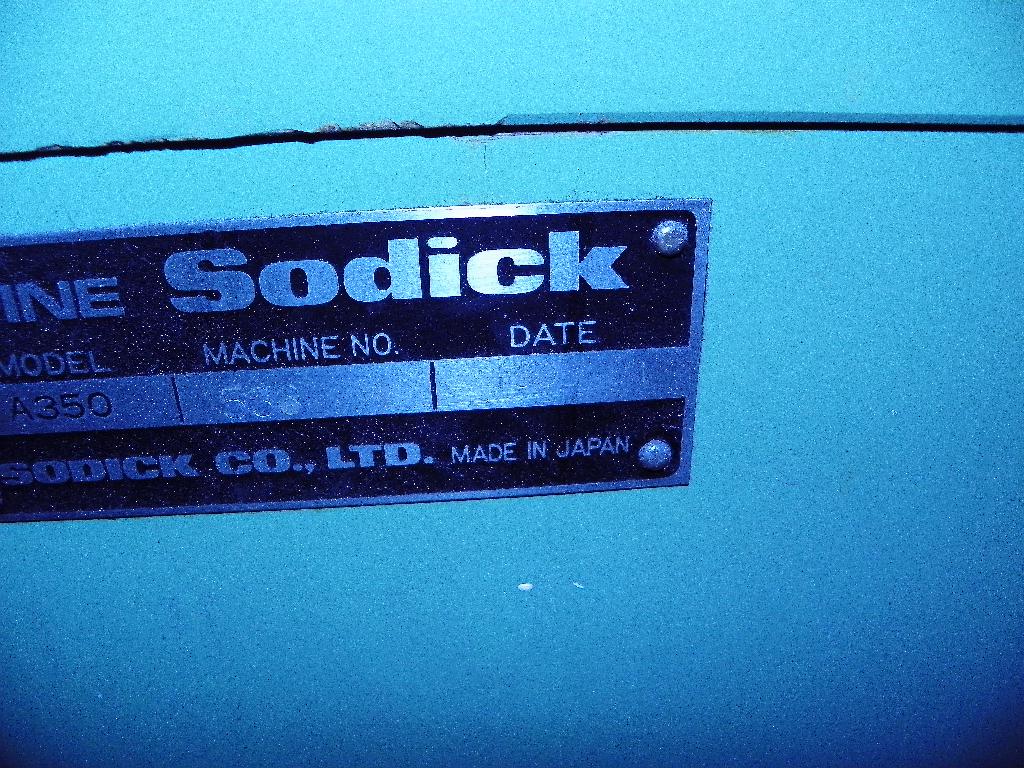 INE Sodick
MODEL MACHINE NO. DATE
A350
SODICK CO., LTD. MADE IN JAPAN